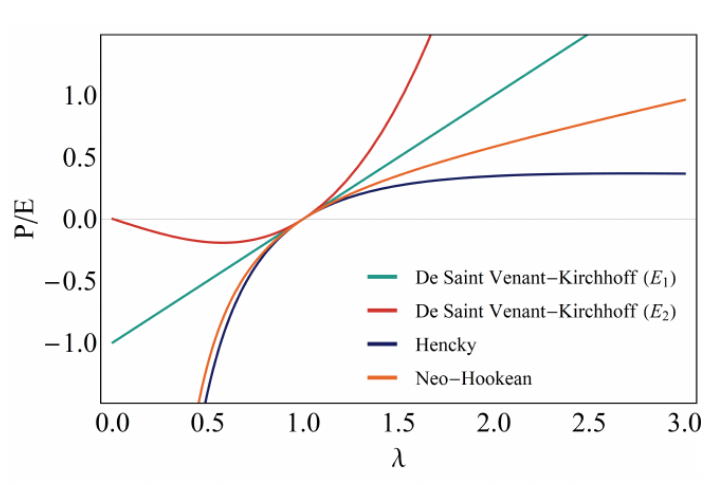 1.0
0.5
0.0
−0.5
−1.0
P/E
De Saint Venant−Kirchhoff (E₁)
De Saint Venant−Kirchhoff (E₂)
Hencky
Neo−Hookean
0.0 0.5 1.0 1.5 2.0 2.5 3.0
λ